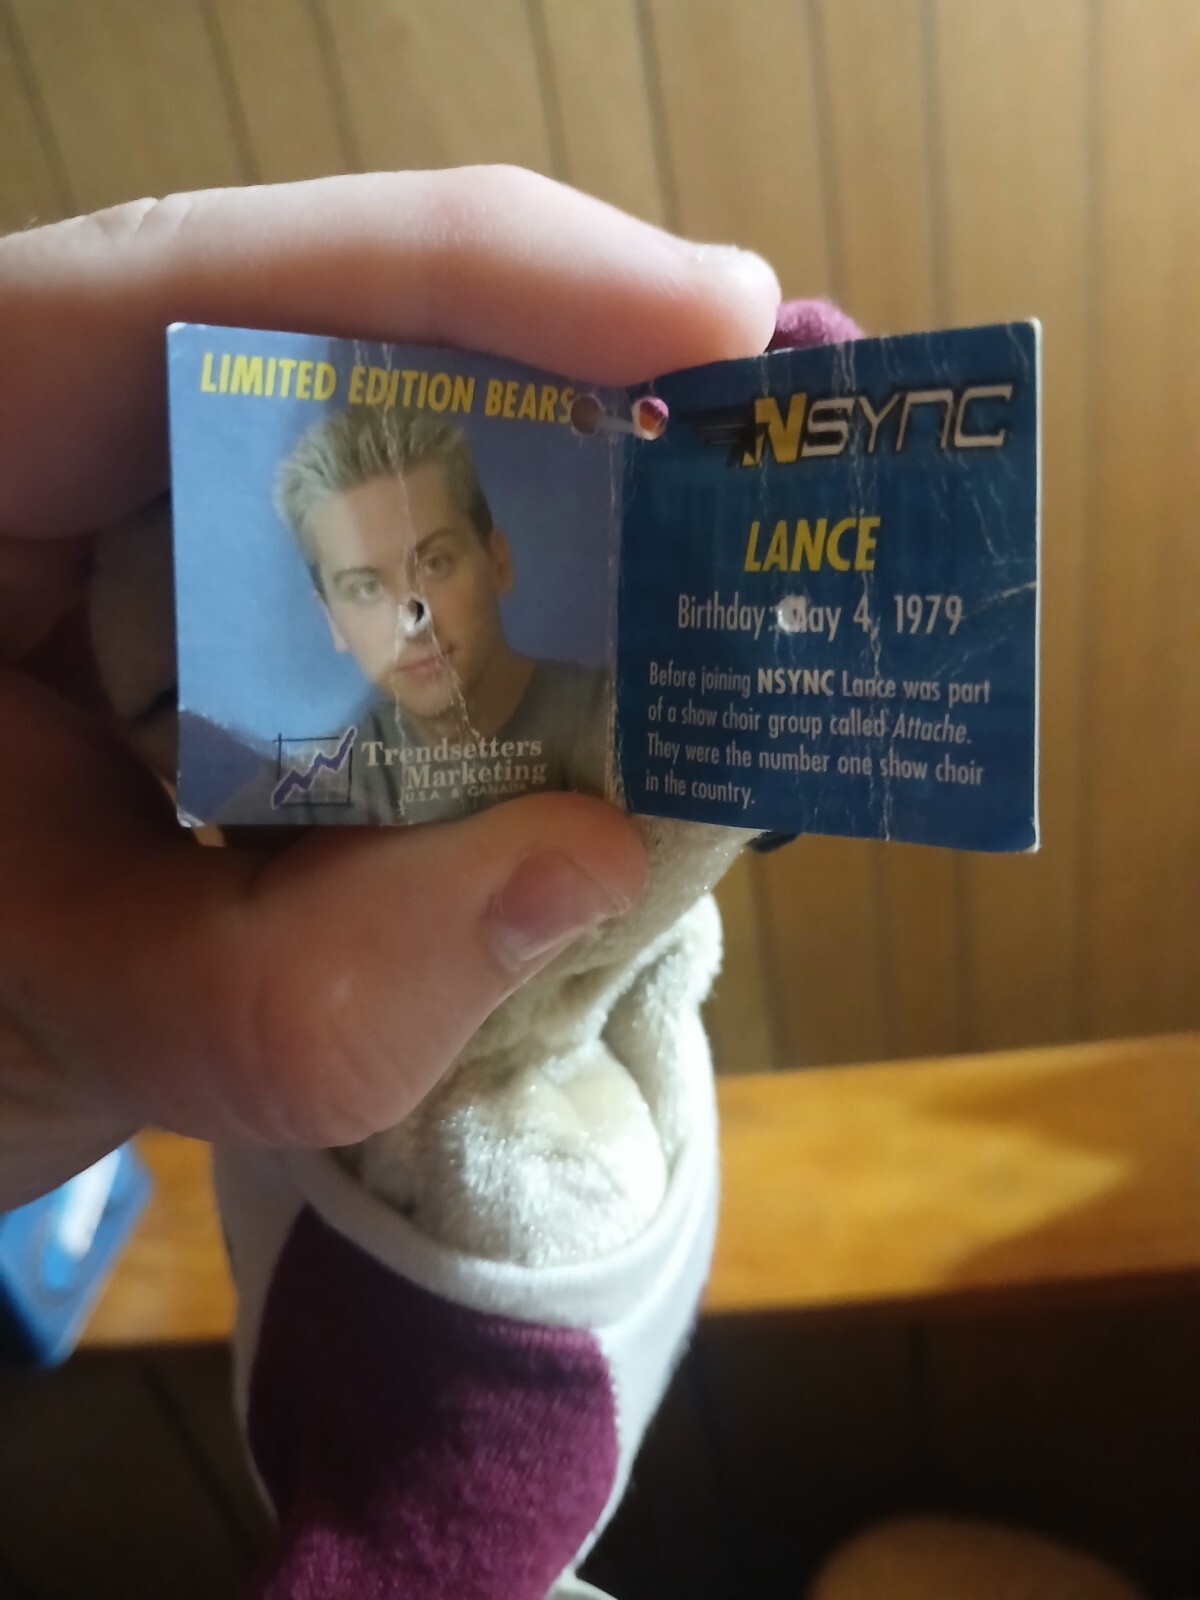 LIMITED EDITION BEARS
Trendsetters
Marketing
U.S.A. & CANADA
NSYNC
LANCE
Birthday: May 4, 1979
Before joining NSYNC Lance was part
of a show choir group called Attache.
They were the number one show choir
in the country.